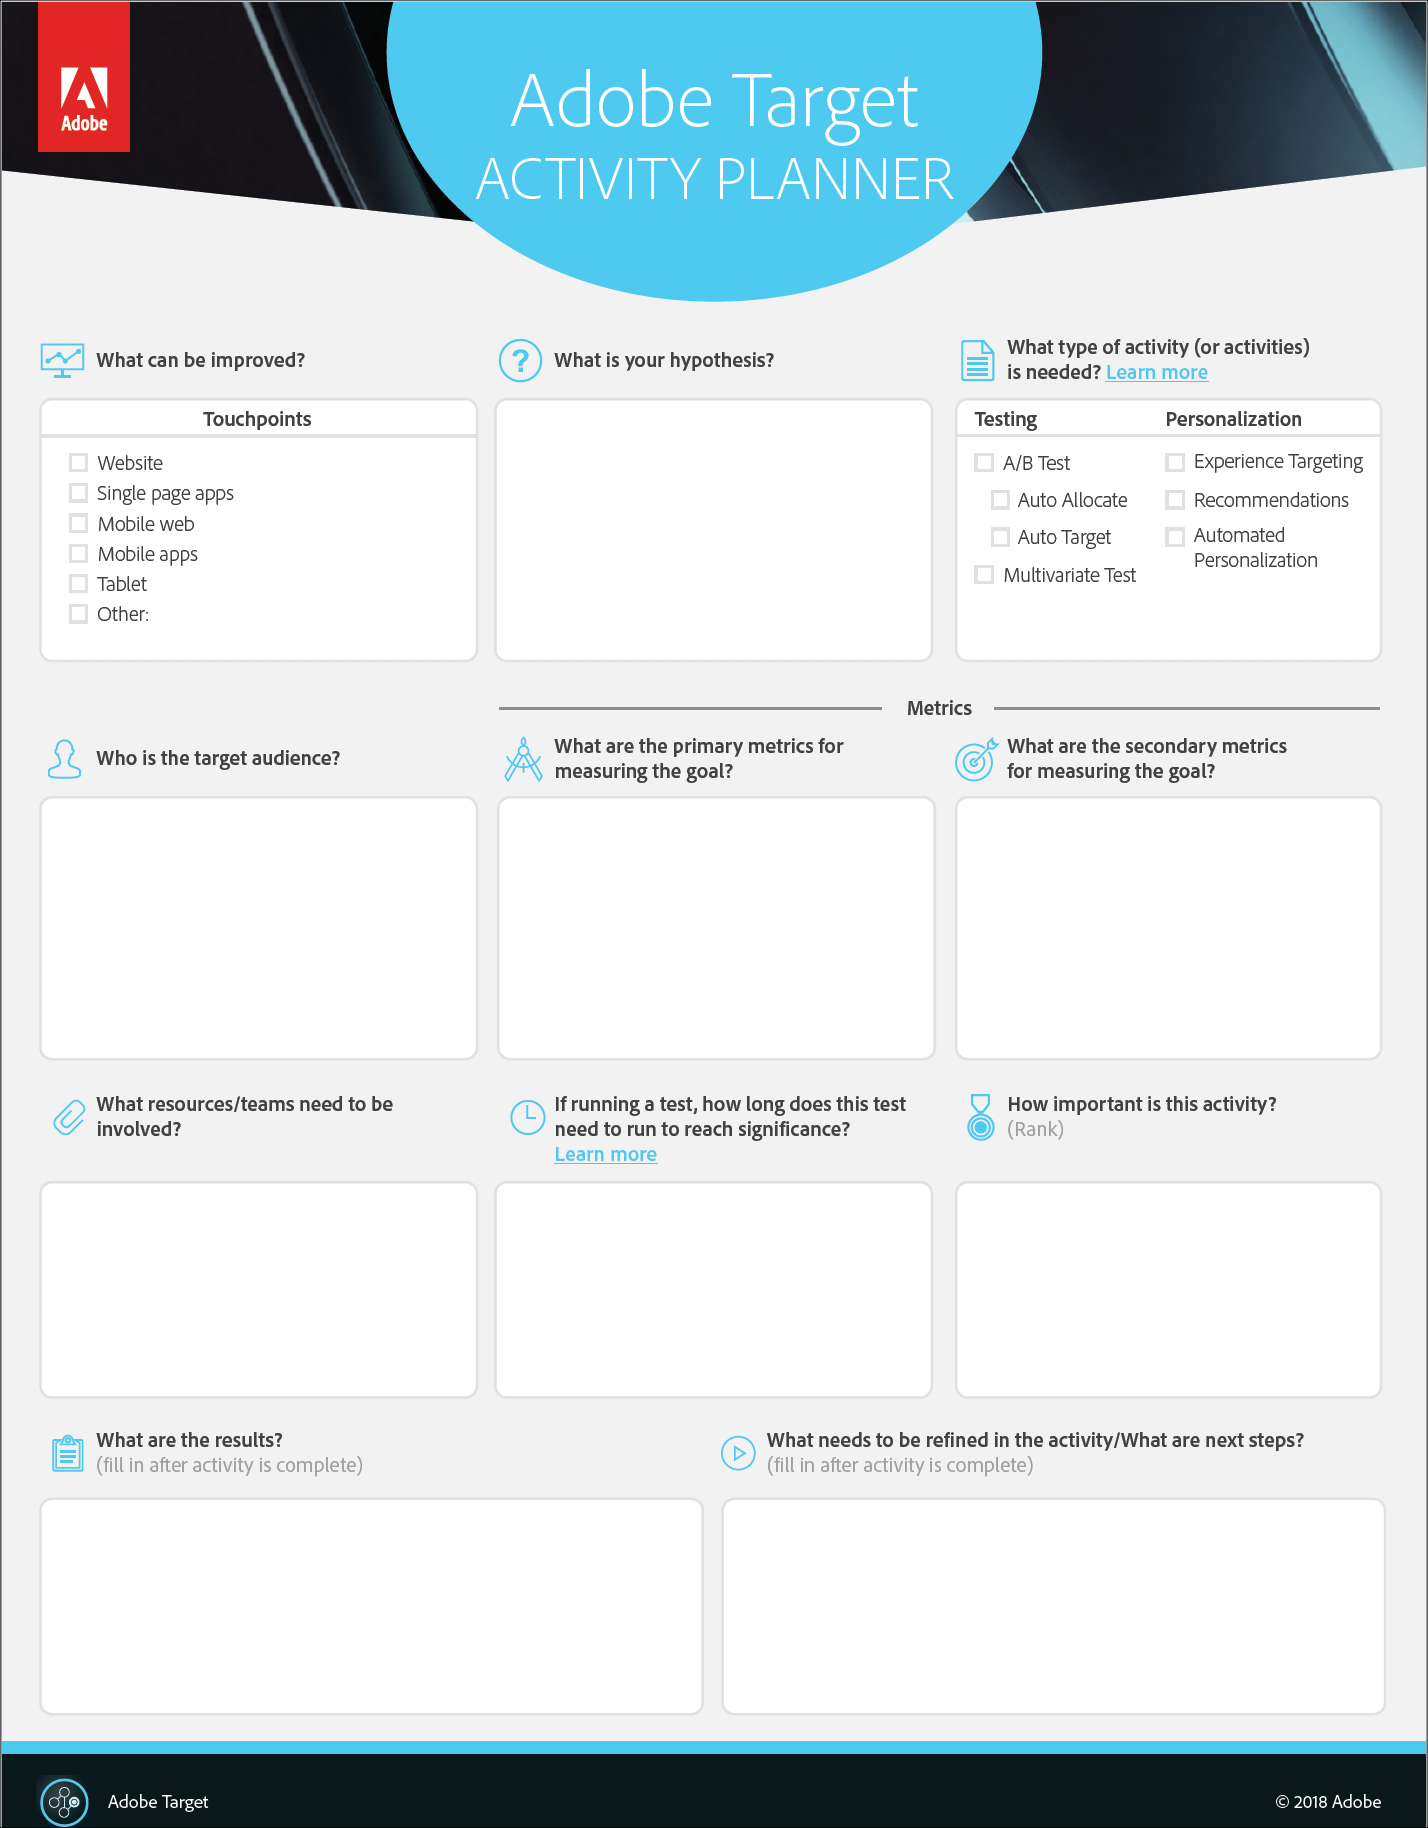 Adobe
Adobe Target
ACTIVITY PLANNER
What can be improved?
Touchpoints
Website
Single page apps
Mobile web
Mobile apps
Tablet
Other:
?
What is your hypothesis?
What type of activity (or activities)
is needed? Learn more
Testing
Personalization
A/B Test
Auto Allocate
Auto Target
Multivariate Test
Experience Targeting
Recommendations
Automated
Personalization
Metrics
Who is the target audience?
What are the primary metrics for
measuring the goal?
What are the secondary metrics
for measuring the goal?
What resources/teams need to be
involved?
If running a test, how long does this test
need to run to reach significance?
Learn more
How important is this activity?
(Rank)
What are the results?
(fill in after activity is complete)
What needs to be refined in the activity/What are next steps?
(fill in after activity is complete)
Adobe Target
© 2018 Adobe